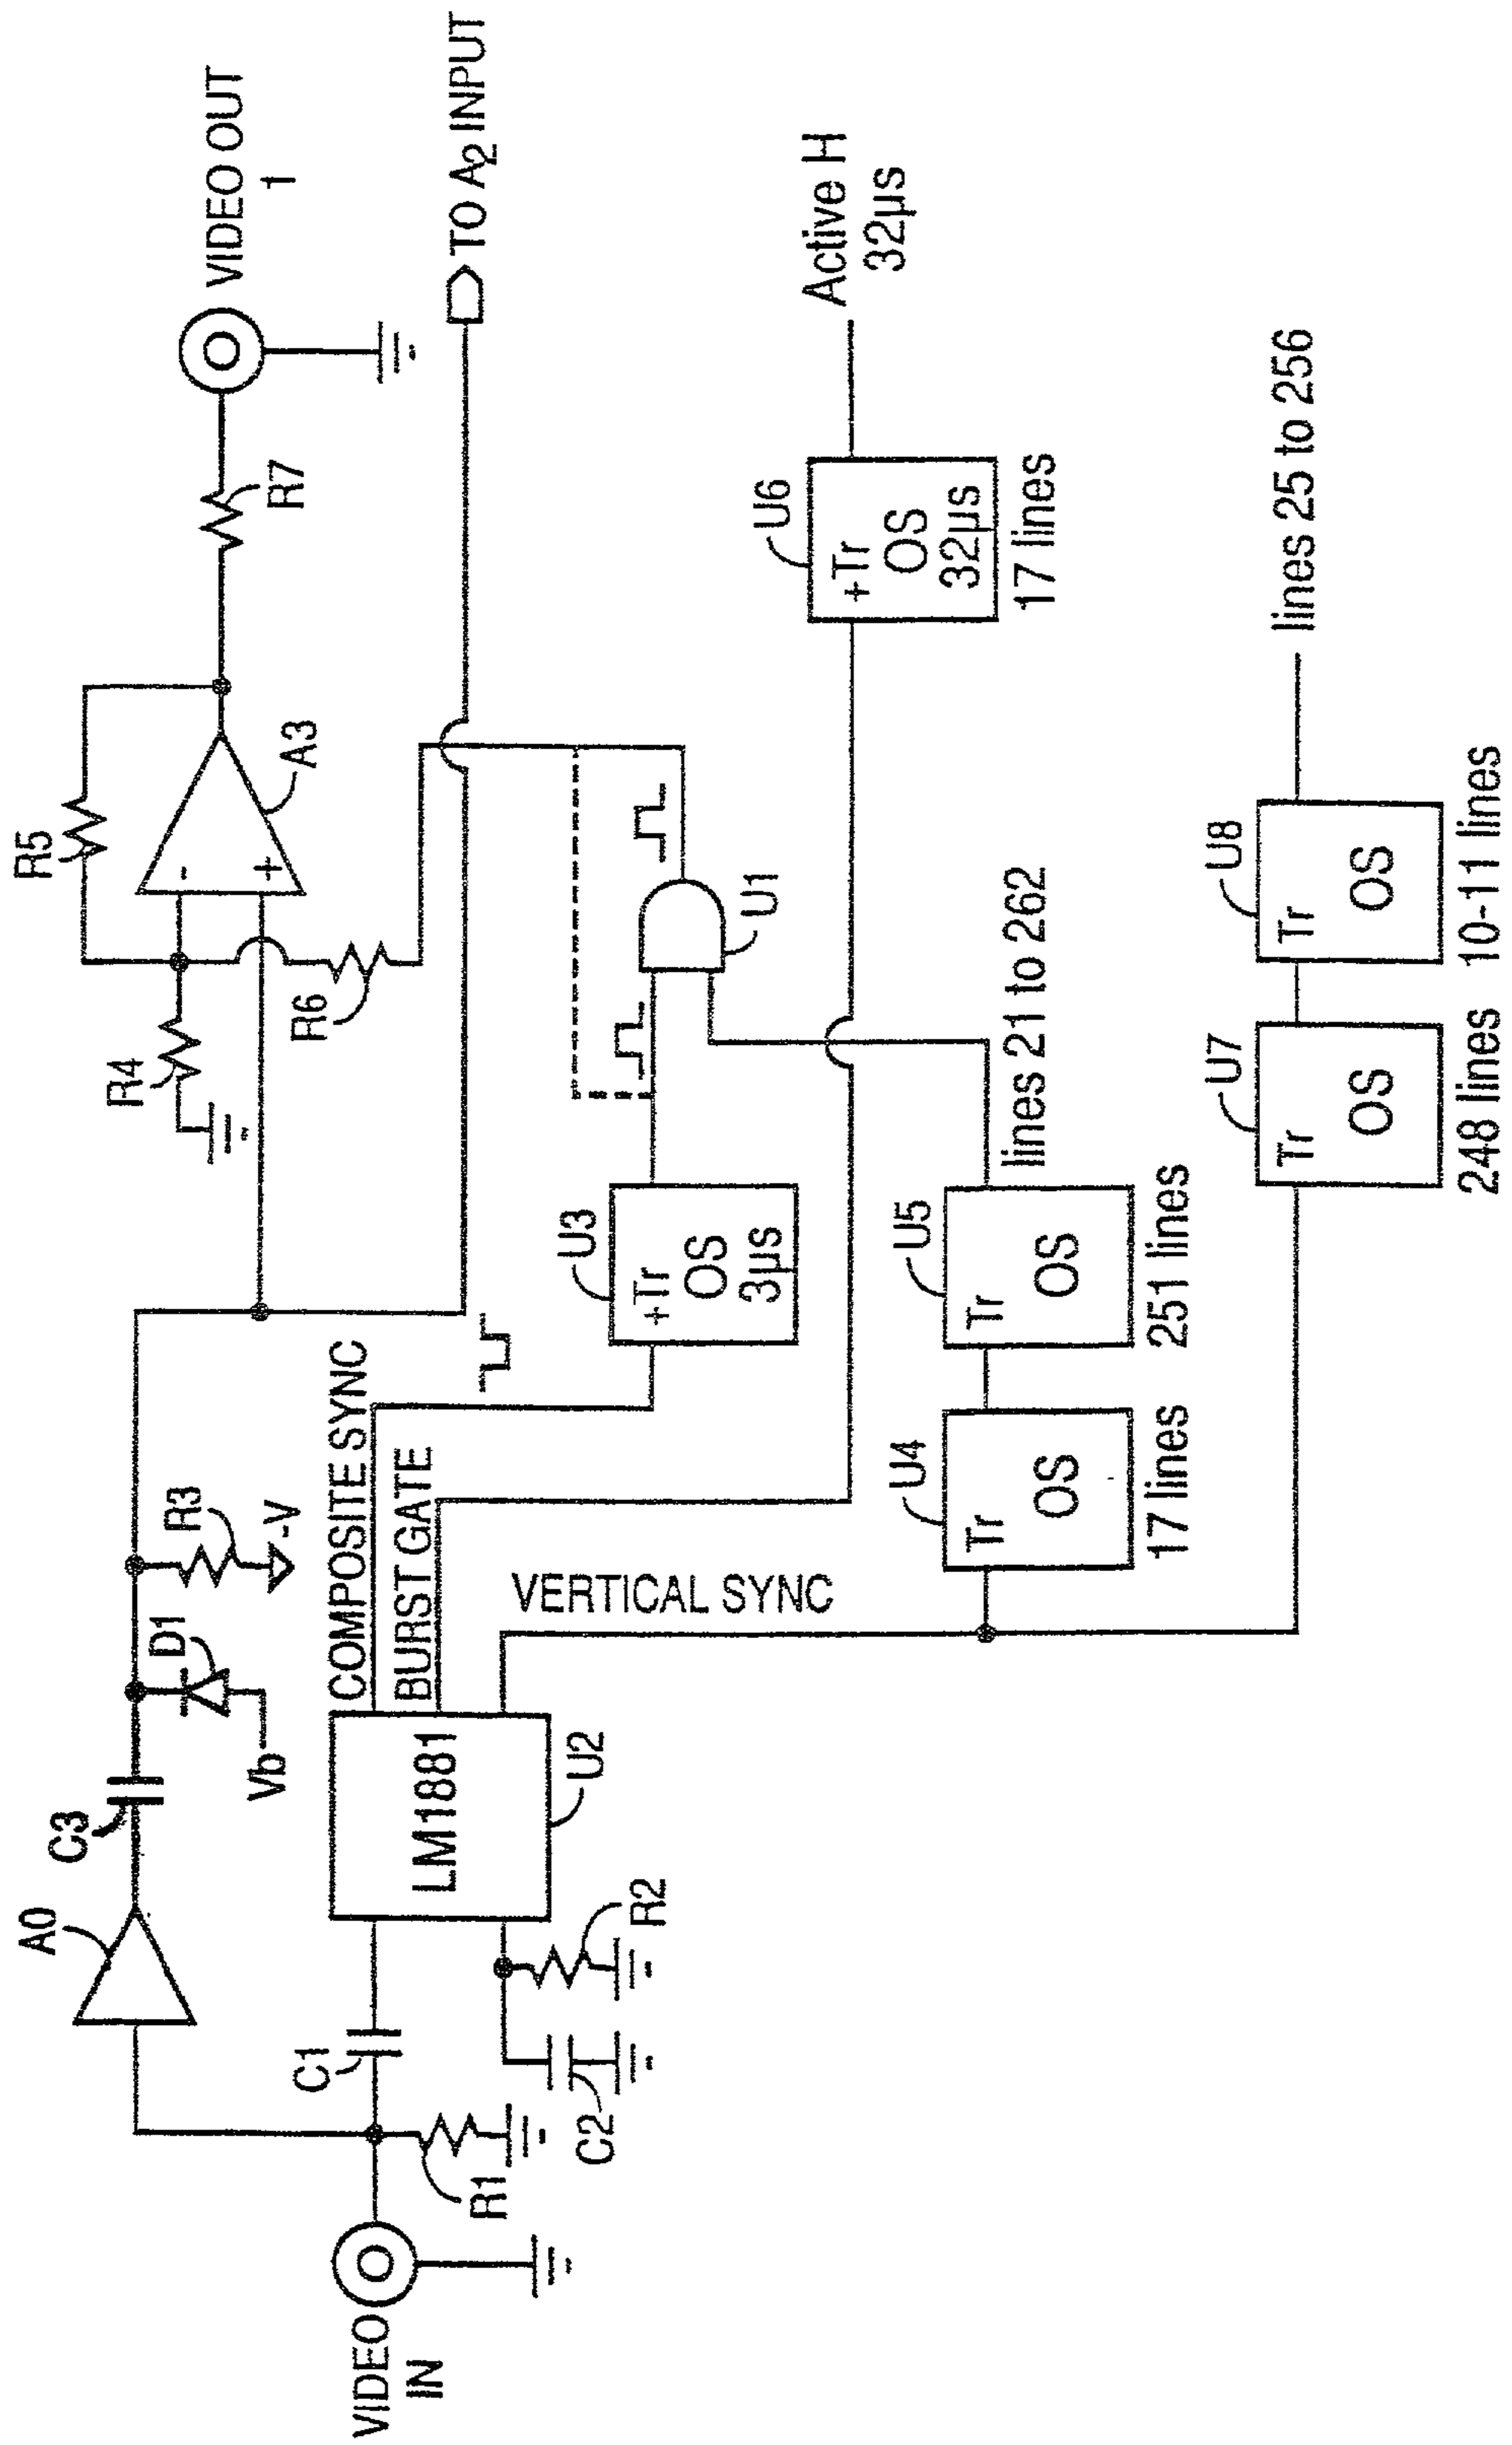 A0
C3
D1
Vb
R3
-V
R4
R5
-
+
A3
R6
R7
VIDEO OUT
1
TO A2 INPUT
VIDEO
IN
R1
C1
C2
R2
LM1881
U2
COMPOSITE SYNC
BURST GATE
VERTICAL SYNC
U3
+Tr
OS
3µs
U1
U6
+Tr
OS
32µs
17 lines
Active H
32µs
U4
Tr
OS
17 lines
U5
Tr
OS
251 lines
lines 21 to 262
U7
Tr
OS
248 lines
U8
Tr
OS
10-11 lines
lines 25 to 256